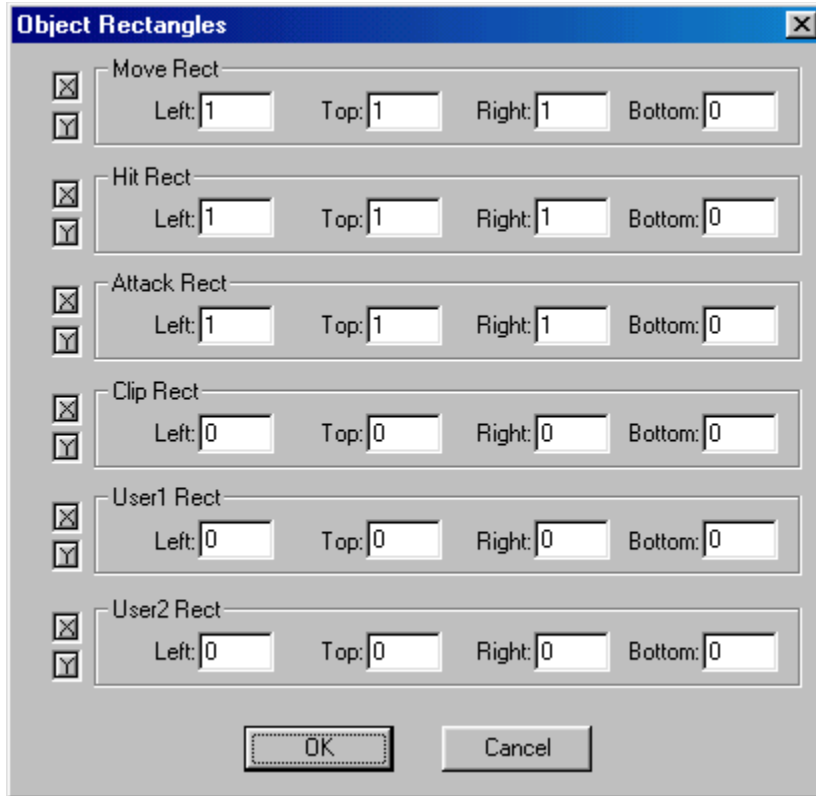 Object Rectangles
Move Rect
X
Left: 1 Top: 1 Right: 1 Bottom: 0
Y
Hit Rect
X
Left: 1 Top: 1 Right: 1 Bottom: 0
Y
Attack Rect
X
Left: 1 Top: 1 Right: 1 Bottom: 0
Y
Clip Rect
X
Left: 0 Top: 0 Right: 0 Bottom: 0
Y
User1 Rect
X
Left: 0 Top: 0 Right: 0 Bottom: 0
Y
User2 Rect
X
Left: 0 Top: 0 Right: 0 Bottom: 0
Y
OK Cancel